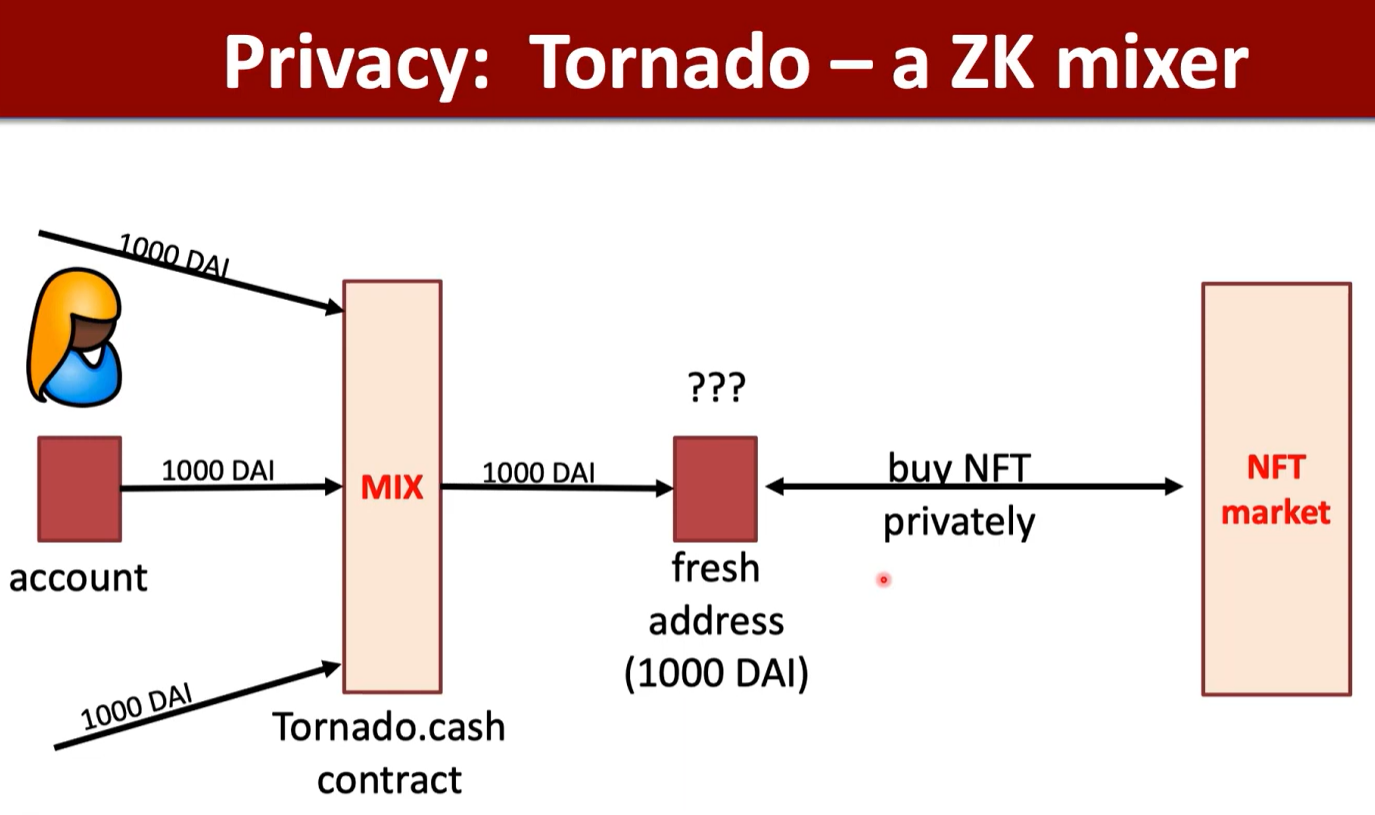 Privacy: Tornado – a ZK mixer
1000 DAI
???
1000 DAI
MIX
1000 DAI
buy NFT
privately
NFT
market
account
fresh
address
(1000 DAI)
1000 DAI
Tornado.cash
contract